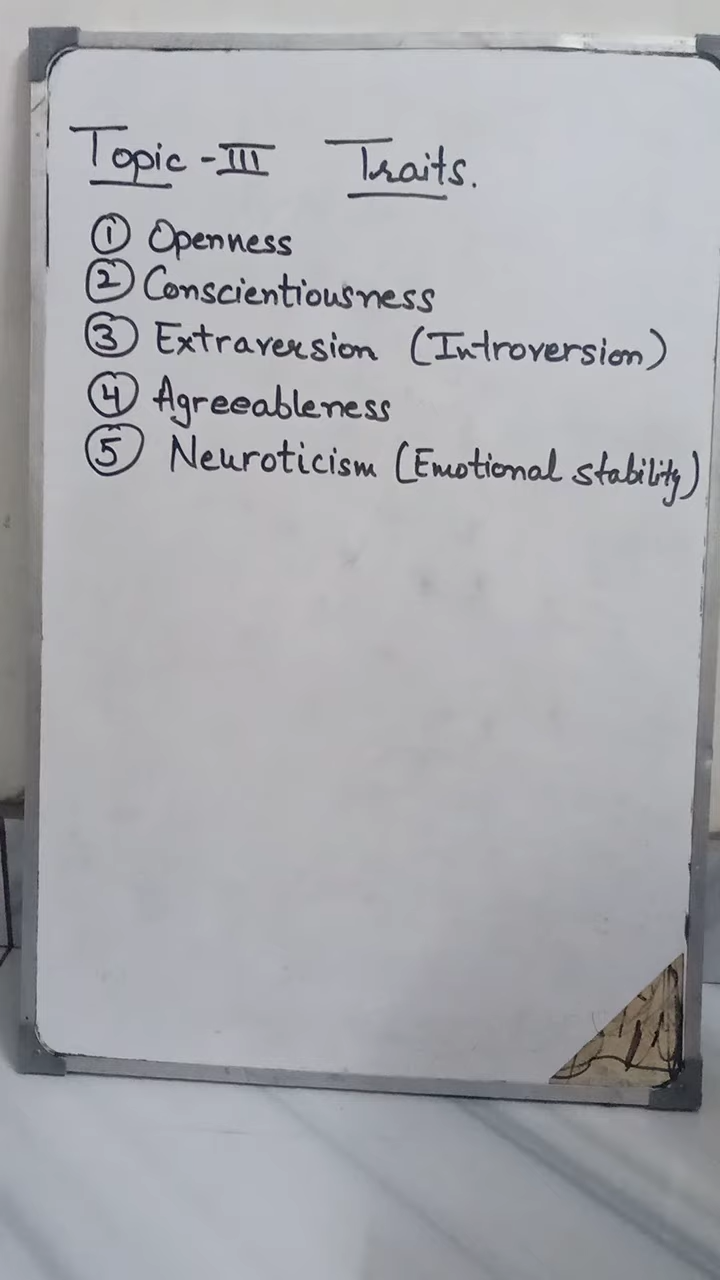 Topic - III Traits.
① Openness
② Conscientiousness
③ Extraversion (Introversion)
④ Agreeableness
⑤ Neuroticism (Emotional stability)